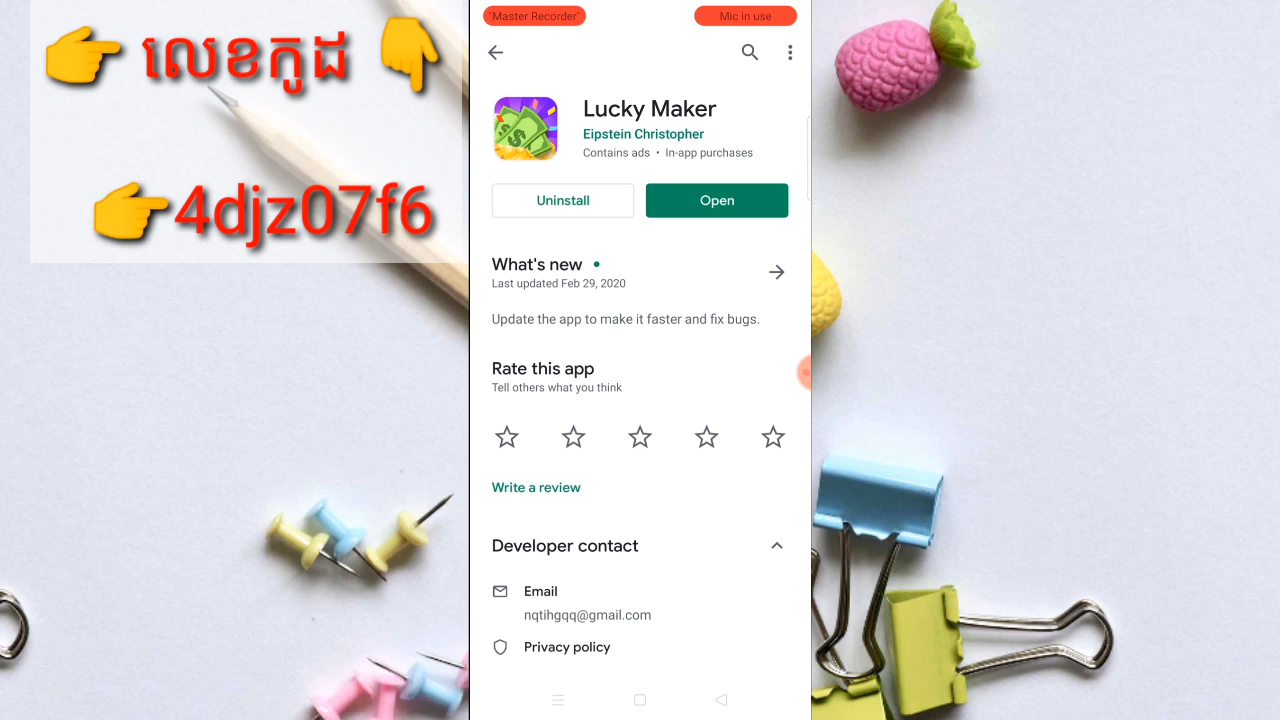 👉 លេខកូដ 👇
👉4djz07f6
"Master Recorder"
Mic in use
Lucky Maker
Eipstein Christopher
Contains ads • In-app purchases
Uninstall
Open
What's new •
Last updated Feb 29, 2020
Update the app to make it faster and fix bugs.
Rate this app
Tell others what you think
Write a review
Developer contact
Email
nqtihgqq@gmail.com
Privacy policy